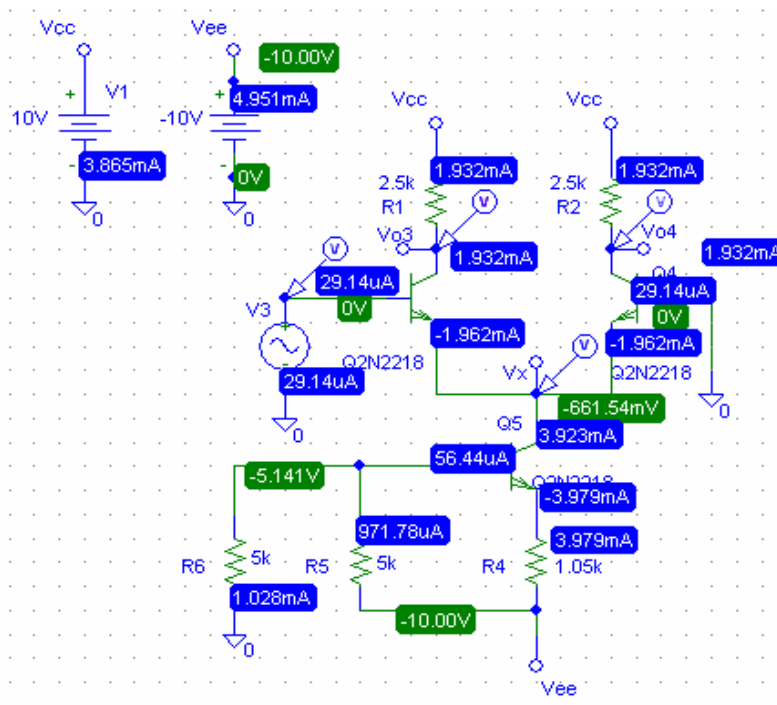 Vcc
Vee
-10.00V
+
V1
+
4.951mA
Vcc
Vcc
10V
-10V
-
3.865mA
-
0V
1.932mA
1.932mA
2.5k
R1
2.5k
R2
V
V
0
0
Vo3
Vo4
V
1.932mA
1.932mA
Q4
29.14uA
29.14uA
V3
0V
0V
+
-1.962mA
-1.962mA
V
Q2N2218
Vx
Q2N2218
-
29.14uA
-661.54mV
0
0
Q5
3.923mA
56.44uA
-5.141V
Q2N2218
-3.979mA
971.78uA
3.979mA
R6
5k
R5
5k
R4
1.05k
1.028mA
-10.00V
0
Vee